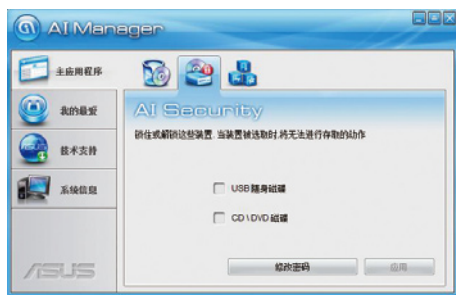 AI Manager
主应用程序
我的最爱
技术支持
系统信息
AI Security
锁住或解锁这些装置. 当装置被选取时.将无法进行存取的动作
USB 随身磁碟
CD \ DVD 磁碟
修改密码
应用
ASUS